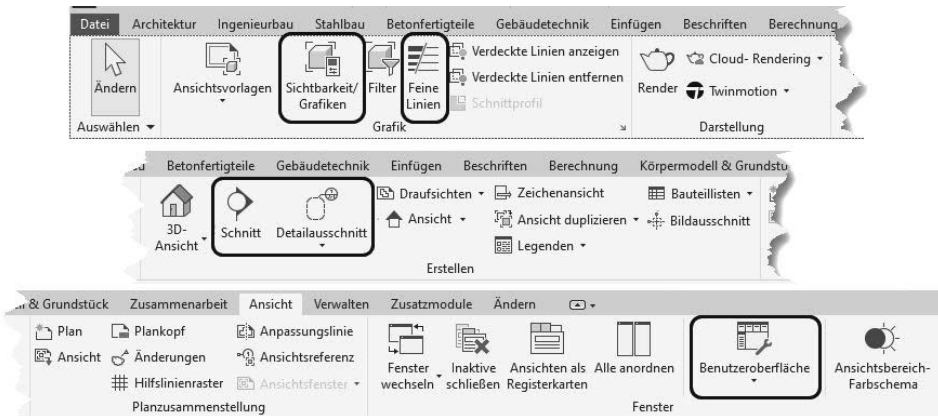 Datei Architektur Ingenieurbau Stahlbau Betonfertigteile Gebäudetechnik Einfügen Beschriften Berechnung
Ändern
Ansichtsvorlagen
Sichtbarkeit/
Grafiken
Filter
Feine
Linien
Verdeckte Linien anzeigen
Verdeckte Linien entfernen
Schnittprofil
Render
Cloud- Rendering
Twinmotion
Auswählen Grafik Darstellung
Betonfertigteile Gebäudetechnik Einfügen Beschriften Berechnung Körpermodell & Grundstü
3D-
Ansicht
Schnitt
Detailausschnitt
Draufsichten
Ansicht
Zeichenansicht
Ansicht duplizieren
Legenden
Bauteillisten
Bildausschnitt
Erstellen
& Grundstück Zusammenarbeit Ansicht Verwalten Zusatzmodule Ändern
Plan
Ansicht
Plankopf
Änderungen
Hilfslinienraster
Anpassungslinie
Ansichtsreferenz
Ansichtsfenster
Fenster
wechseln
Inaktive
schließen
Ansichten als
Registerkarten
Alle anordnen
Benutzeroberfläche
Ansichtsbereich-
Farbschema
Planzusammenstellung Fenster